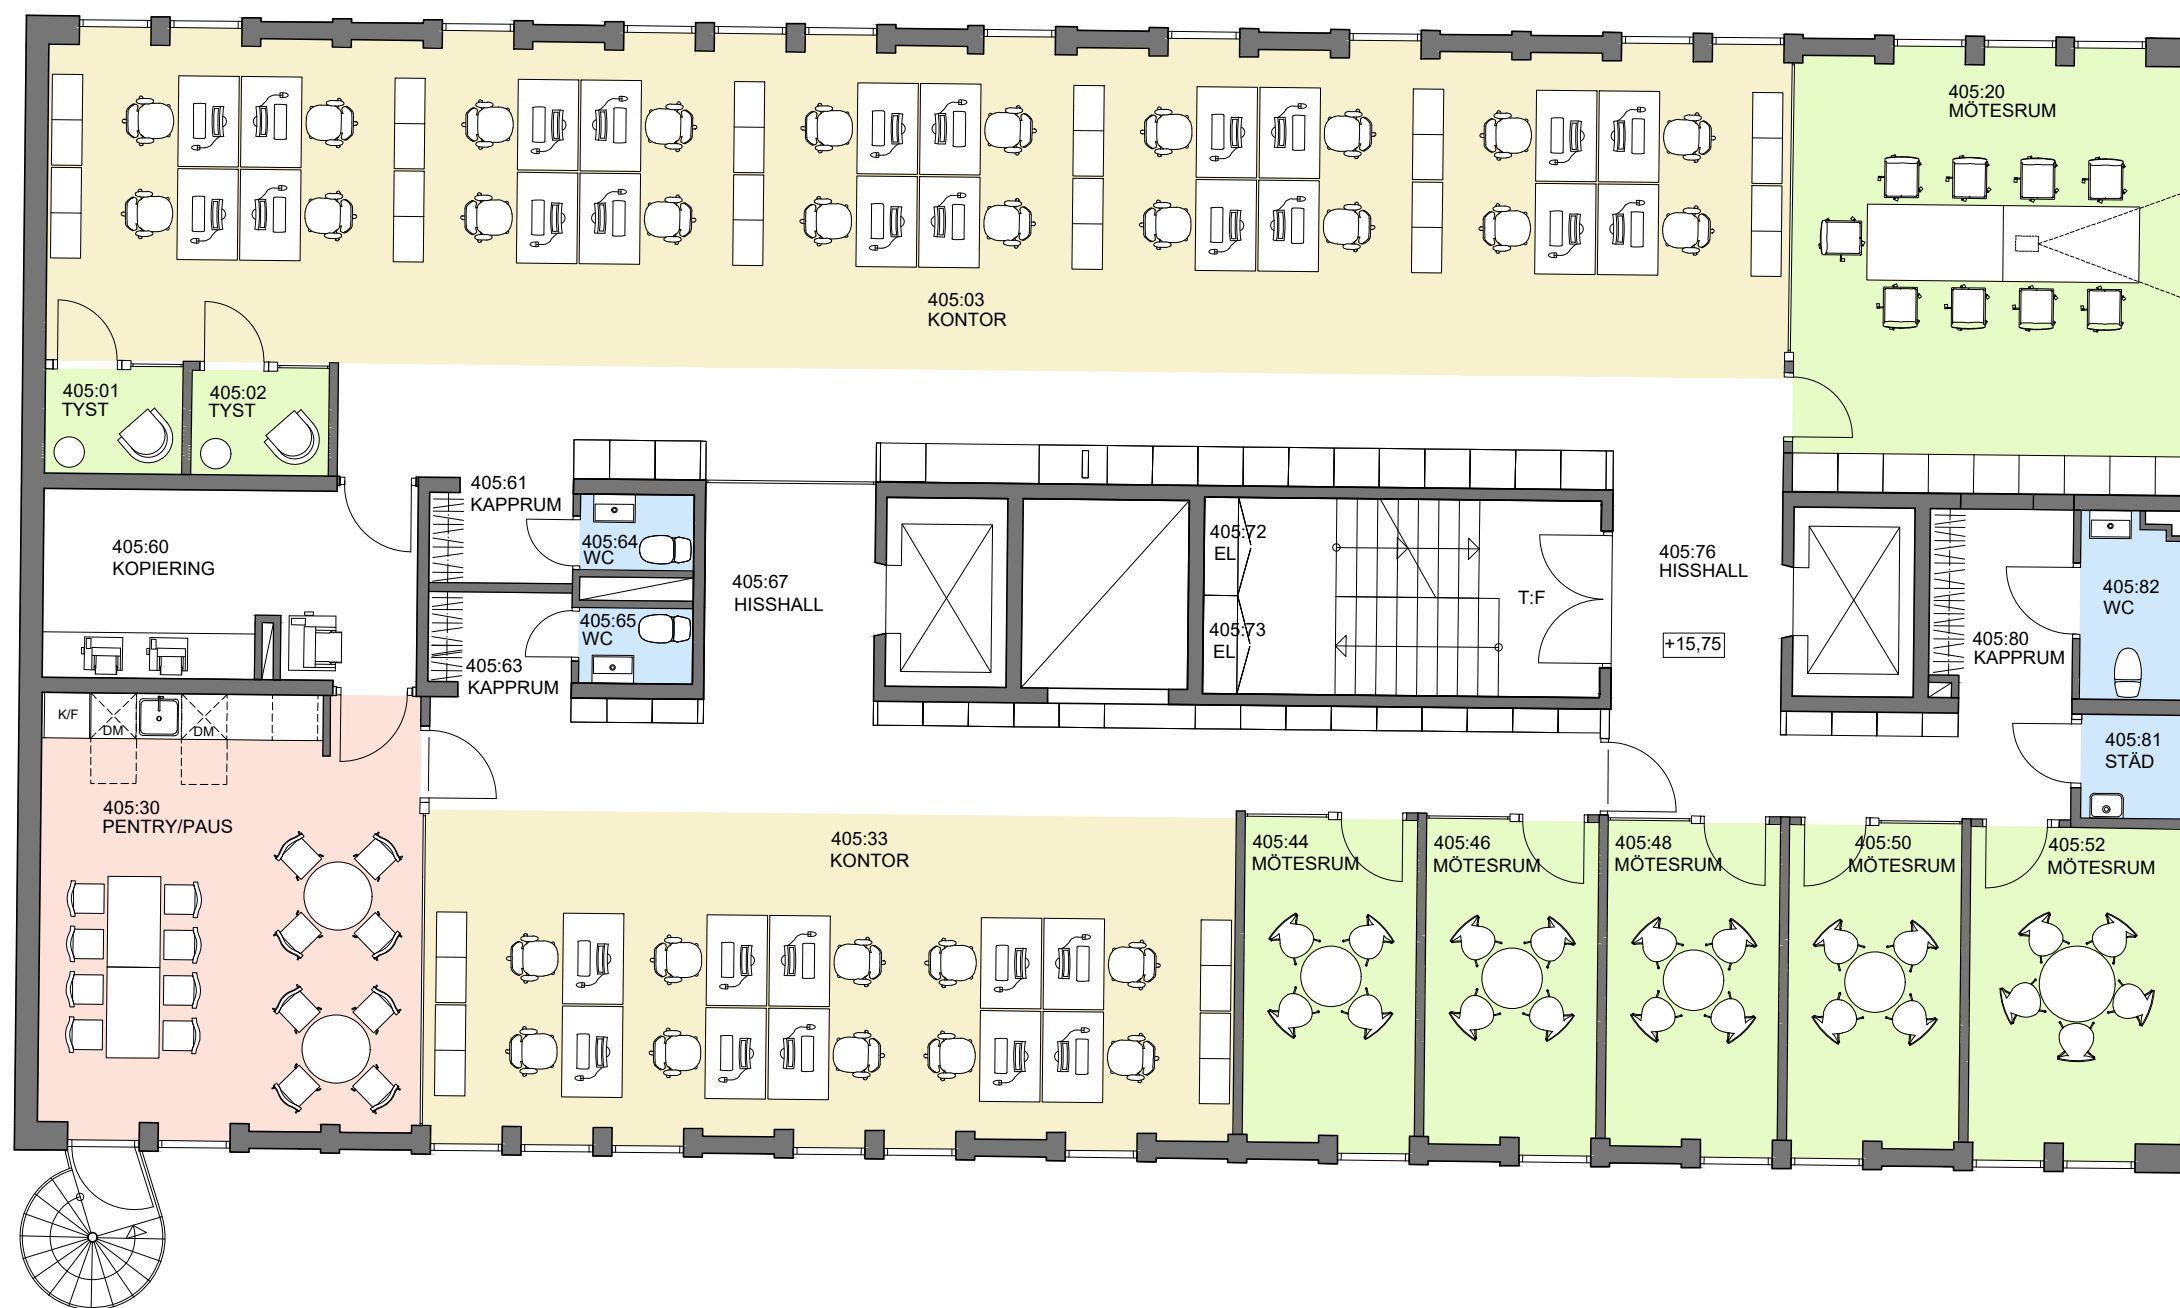 405:20
MÖTESRUM
405:03
KONTOR
405:01
TYST
405:02
TYST
405:61
KAPPRUM
405:60
KOPIERING
405:64
WC
405:67
HISSHALL
405:72
EL
405:76
HISSHALL
T:F
405:82
WC
405:65
WC
405:73
EL
+15,75
405:80
KAPPRUM
405:63
KAPPRUM
K/F
DM
DM
405:81
STÄD
405:30
PENTRY/PAUS
405:33
KONTOR
405:44
MÖTESRUM
405:46
MÖTESRUM
405:48
MÖTESRUM
405:50
MÖTESRUM
405:52
MÖTESRUM